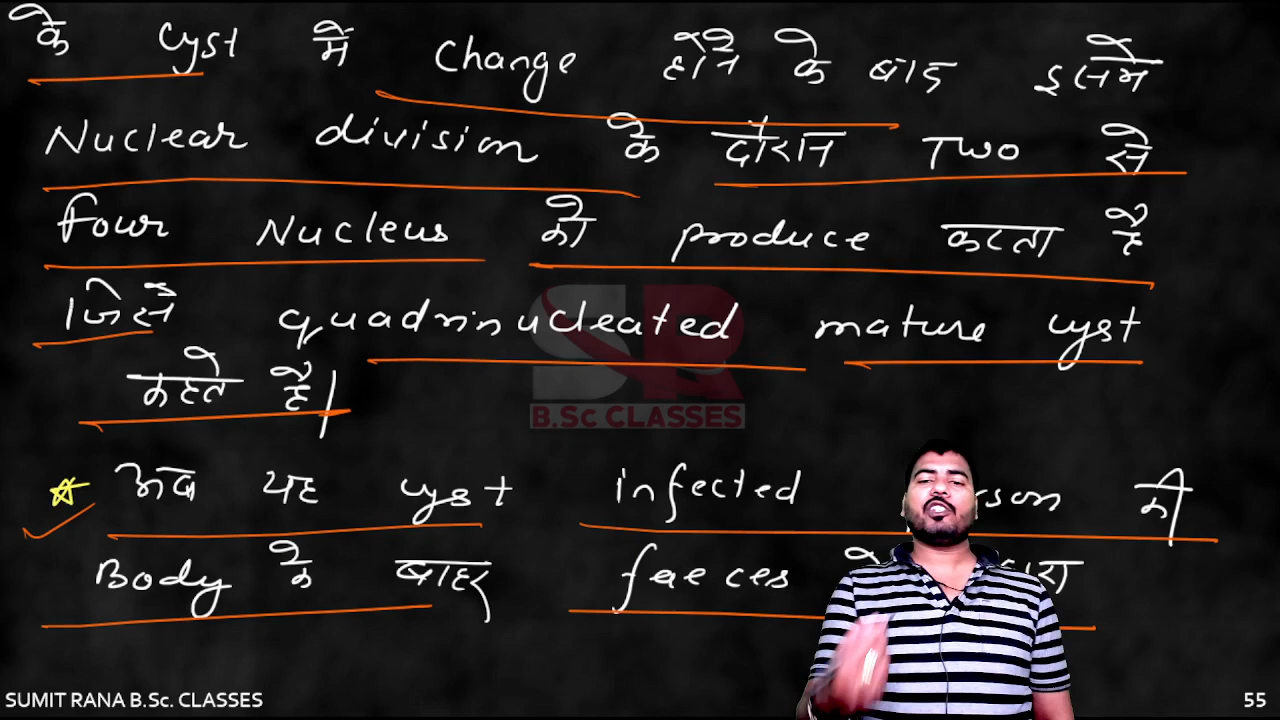 के cyst में change होने के बाद इसमे
Nuclear division के दौरान Two से
four Nucleus को produce करता है
जिसे quadrinucleated mature cyst
कहते है|
SR
B.Sc CLASSES
☆ अब यह cyst infected की
Body के बाहर faeces
SUMIT RANA B.Sc. CLASSES
55